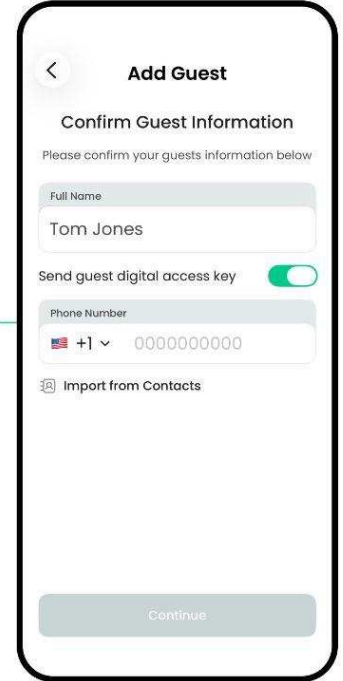 Add Guest
Confirm Guest Information
Please confirm your guests information below
Full Name
Tom Jones
Send guest digital access key
Phone Number
+1 0000000000
Import from Contacts
Continue